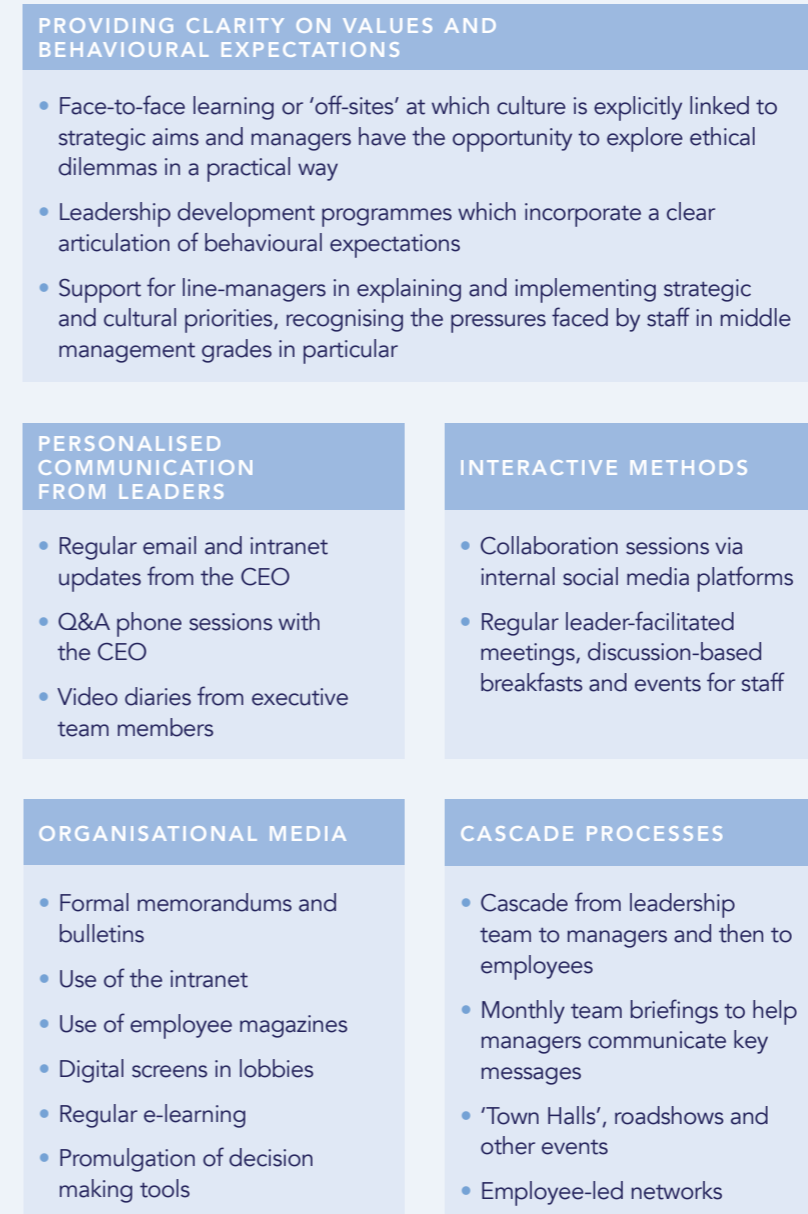 PROVIDING CLARITY ON VALUES AND
BEHAVIOURAL EXPECTATIONS
• Face-to-face learning or ‘off-sites’ at which culture is explicitly linked to
strategic aims and managers have the opportunity to explore ethical
dilemmas in a practical way
• Leadership development programmes which incorporate a clear
articulation of behavioural expectations
• Support for line-managers in explaining and implementing strategic
and cultural priorities, recognising the pressures faced by staff in middle
management grades in particular
PERSONALISED
COMMUNICATION
FROM LEADERS
• Regular email and intranet
updates from the CEO
• Q&A phone sessions with
the CEO
• Video diaries from executive
team members
INTERACTIVE METHODS
• Collaboration sessions via
internal social media platforms
• Regular leader-facilitated
meetings, discussion-based
breakfasts and events for staff
ORGANISATIONAL MEDIA
• Formal memorandums and
bulletins
• Use of the intranet
• Use of employee magazines
• Digital screens in lobbies
• Regular e-learning
• Promulgation of decision
making tools
CASCADE PROCESSES
• Cascade from leadership
team to managers and then to
employees
• Monthly team briefings to help
managers communicate key
messages
• ‘Town Halls’, roadshows and
other events
• Employee-led networks